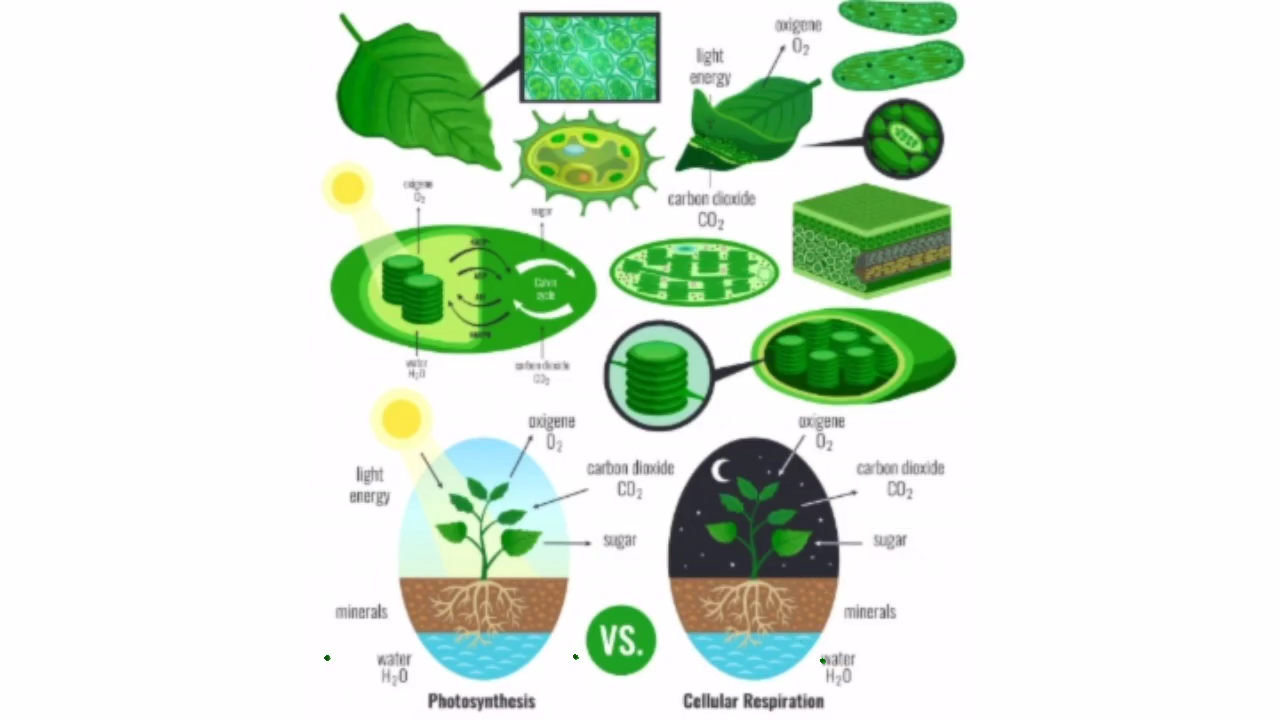 oxigene
O₂
light
energy
carbon dioxide
CO₂
oxigene
O₂
sugar
Calvin
cycle
water
H₂O
carbon dioxide
CO₂
oxigene
O₂
light
energy
carbon dioxide
CO₂
sugar
minerals
water
H₂O
Photosynthesis
VS.
oxigene
O₂
carbon dioxide
CO₂
sugar
minerals
water
H₂O
Cellular Respiration